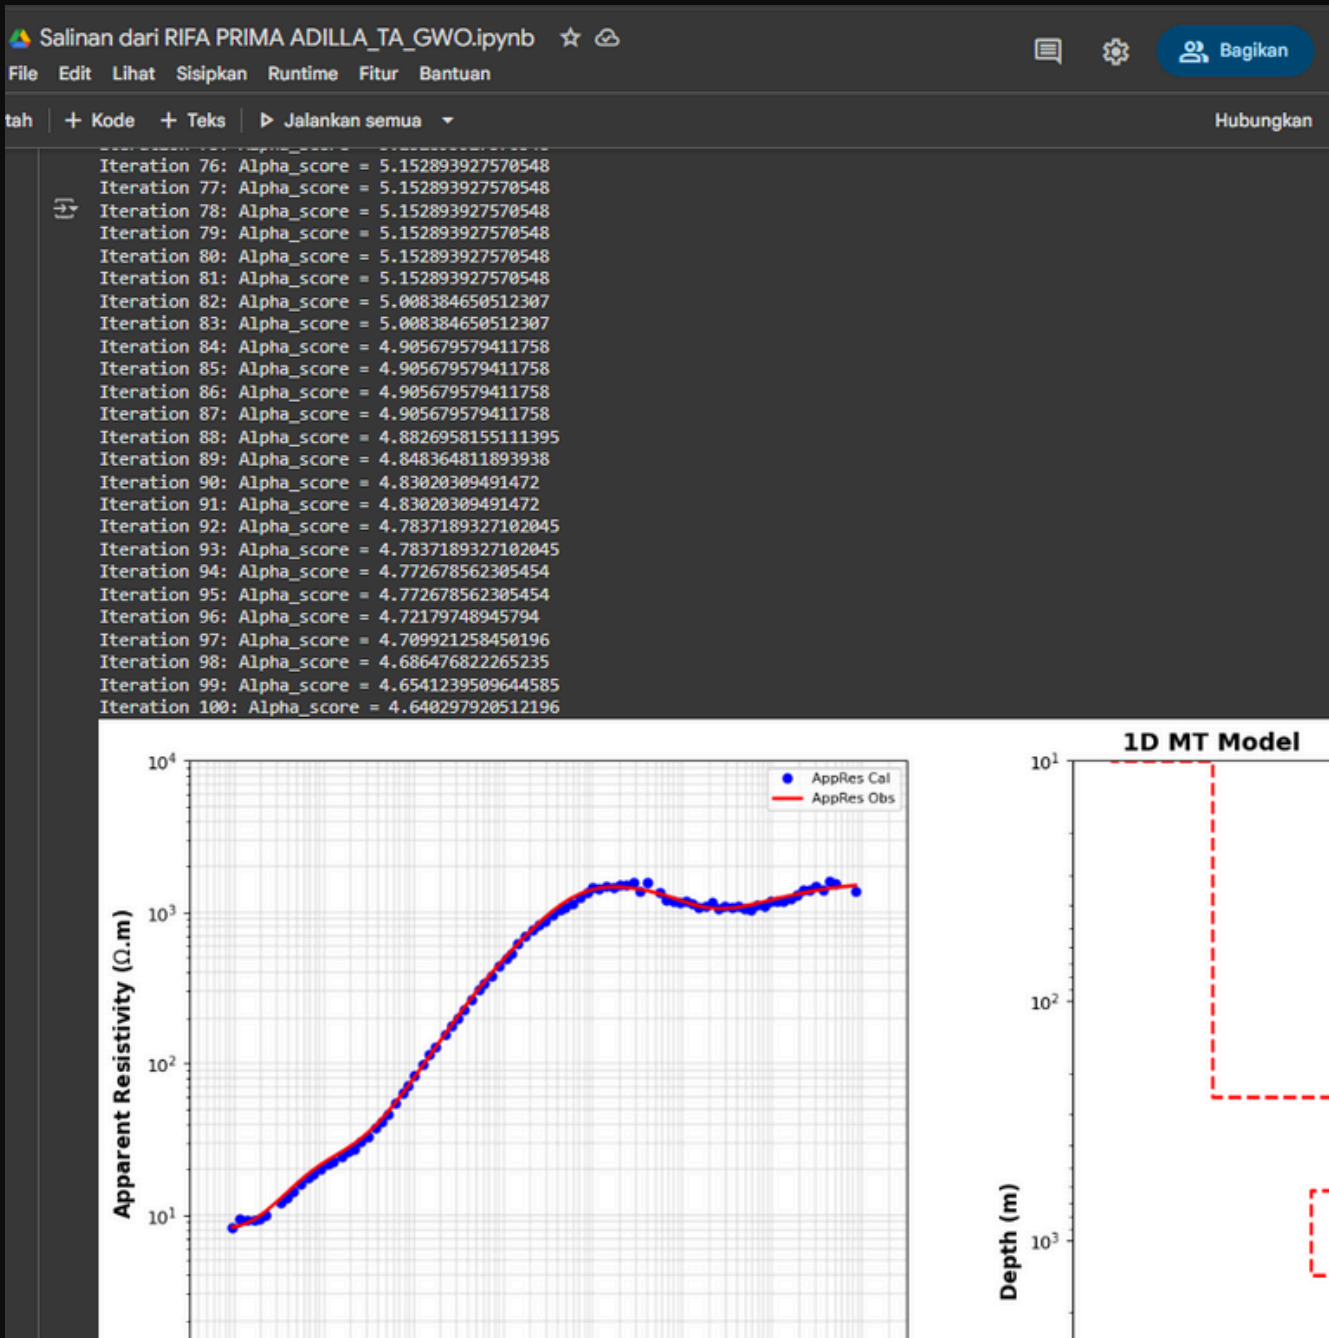 Salinan dari RIFA PRIMA ADILLA_TA_GWO.ipynb
Bagikan
File Edit Lihat Sisipkan Runtime Fitur Bantuan
tah + Kode + Teks Jalankan semua
Hubungkan
Iteration 76: Alpha_score = 5.152893927570548
Iteration 77: Alpha_score = 5.152893927570548
Iteration 78: Alpha_score = 5.152893927570548
Iteration 79: Alpha_score = 5.152893927570548
Iteration 80: Alpha_score = 5.152893927570548
Iteration 81: Alpha_score = 5.152893927570548
Iteration 82: Alpha_score = 5.008384650512307
Iteration 83: Alpha_score = 5.008384650512307
Iteration 84: Alpha_score = 4.905679579411758
Iteration 85: Alpha_score = 4.905679579411758
Iteration 86: Alpha_score = 4.905679579411758
Iteration 87: Alpha_score = 4.905679579411758
Iteration 88: Alpha_score = 4.8826958155111395
Iteration 89: Alpha_score = 4.848364811893938
Iteration 90: Alpha_score = 4.83020309491472
Iteration 91: Alpha_score = 4.83020309491472
Iteration 92: Alpha_score = 4.7837189327102045
Iteration 93: Alpha_score = 4.7837189327102045
Iteration 94: Alpha_score = 4.772678562305454
Iteration 95: Alpha_score = 4.772678562305454
Iteration 96: Alpha_score = 4.72179748945794
Iteration 97: Alpha_score = 4.709921258450196
Iteration 98: Alpha_score = 4.686476822265235
Iteration 99: Alpha_score = 4.6541239509644585
Iteration 100: Alpha_score = 4.640297920512196
AppRes Cal
AppRes Obs
10⁴
10³
10²
10¹
Apparent Resistivity (Ω.m)
1D MT Model
10¹
10²
10³
Depth (m)